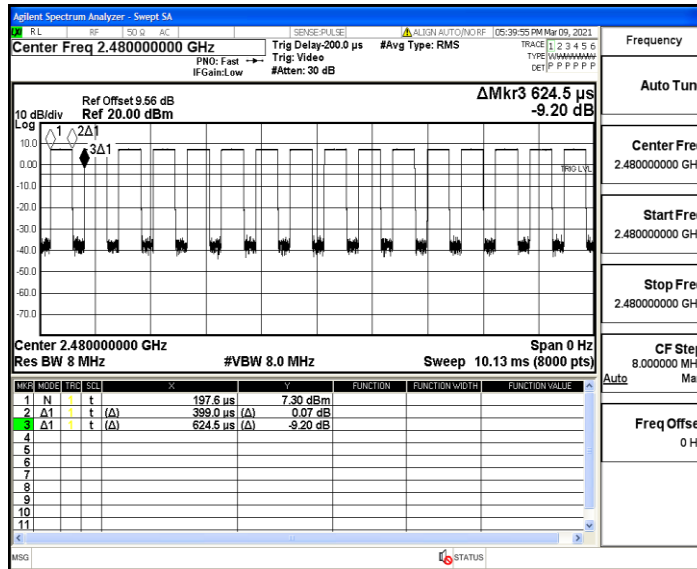 Agilent Spectrum Analyzer - Swept SA
LXI RL RF 50 Ω AC SENSE:PULSE ALIGN AUTO/NO RF 05:39:55 PM Mar 09, 2021
Center Freq 2.480000000 GHz
PNO: Fast
IFGain:Low
Trig Delay-200.0 µs
Trig: Video
#Atten: 30 dB
#Avg Type: RMS
TRACE 1 2 3 4 5 6
TYPE WWWWWW
DET P P P P P P
ΔMkr3 624.5 µs
-9.20 dB
Ref Offset 9.56 dB
10 dB/div Ref 20.00 dBm
Log
1 2Δ1
3Δ1
TRIG LVL
10.0
0.00
-10.0
-20.0
-30.0
-40.0
-50.0
-60.0
-70.0
Center 2.480000000 GHz Span 0 Hz
Res BW 8 MHz #VBW 8.0 MHz Sweep 10.13 ms (8000 pts)
MKR MODE TRC SCL X Y FUNCTION FUNCTION WIDTH FUNCTION VALUE
1 N 1 t 197.6 µs 7.30 dBm
2 Δ1 1 t (Δ) 399.0 µs (Δ) 0.07 dB
3 Δ1 1 t (Δ) 624.5 µs (Δ) -9.20 dB
4
5
6
7
8
9
10
11
MSG STATUS
Frequency
Auto Tun
Center Fre
2.480000000 GH
Start Fre
2.480000000 GH
Stop Fre
2.480000000 GH
CF Ste
8.000000 MH
Auto Ma
Freq Offse
0 H